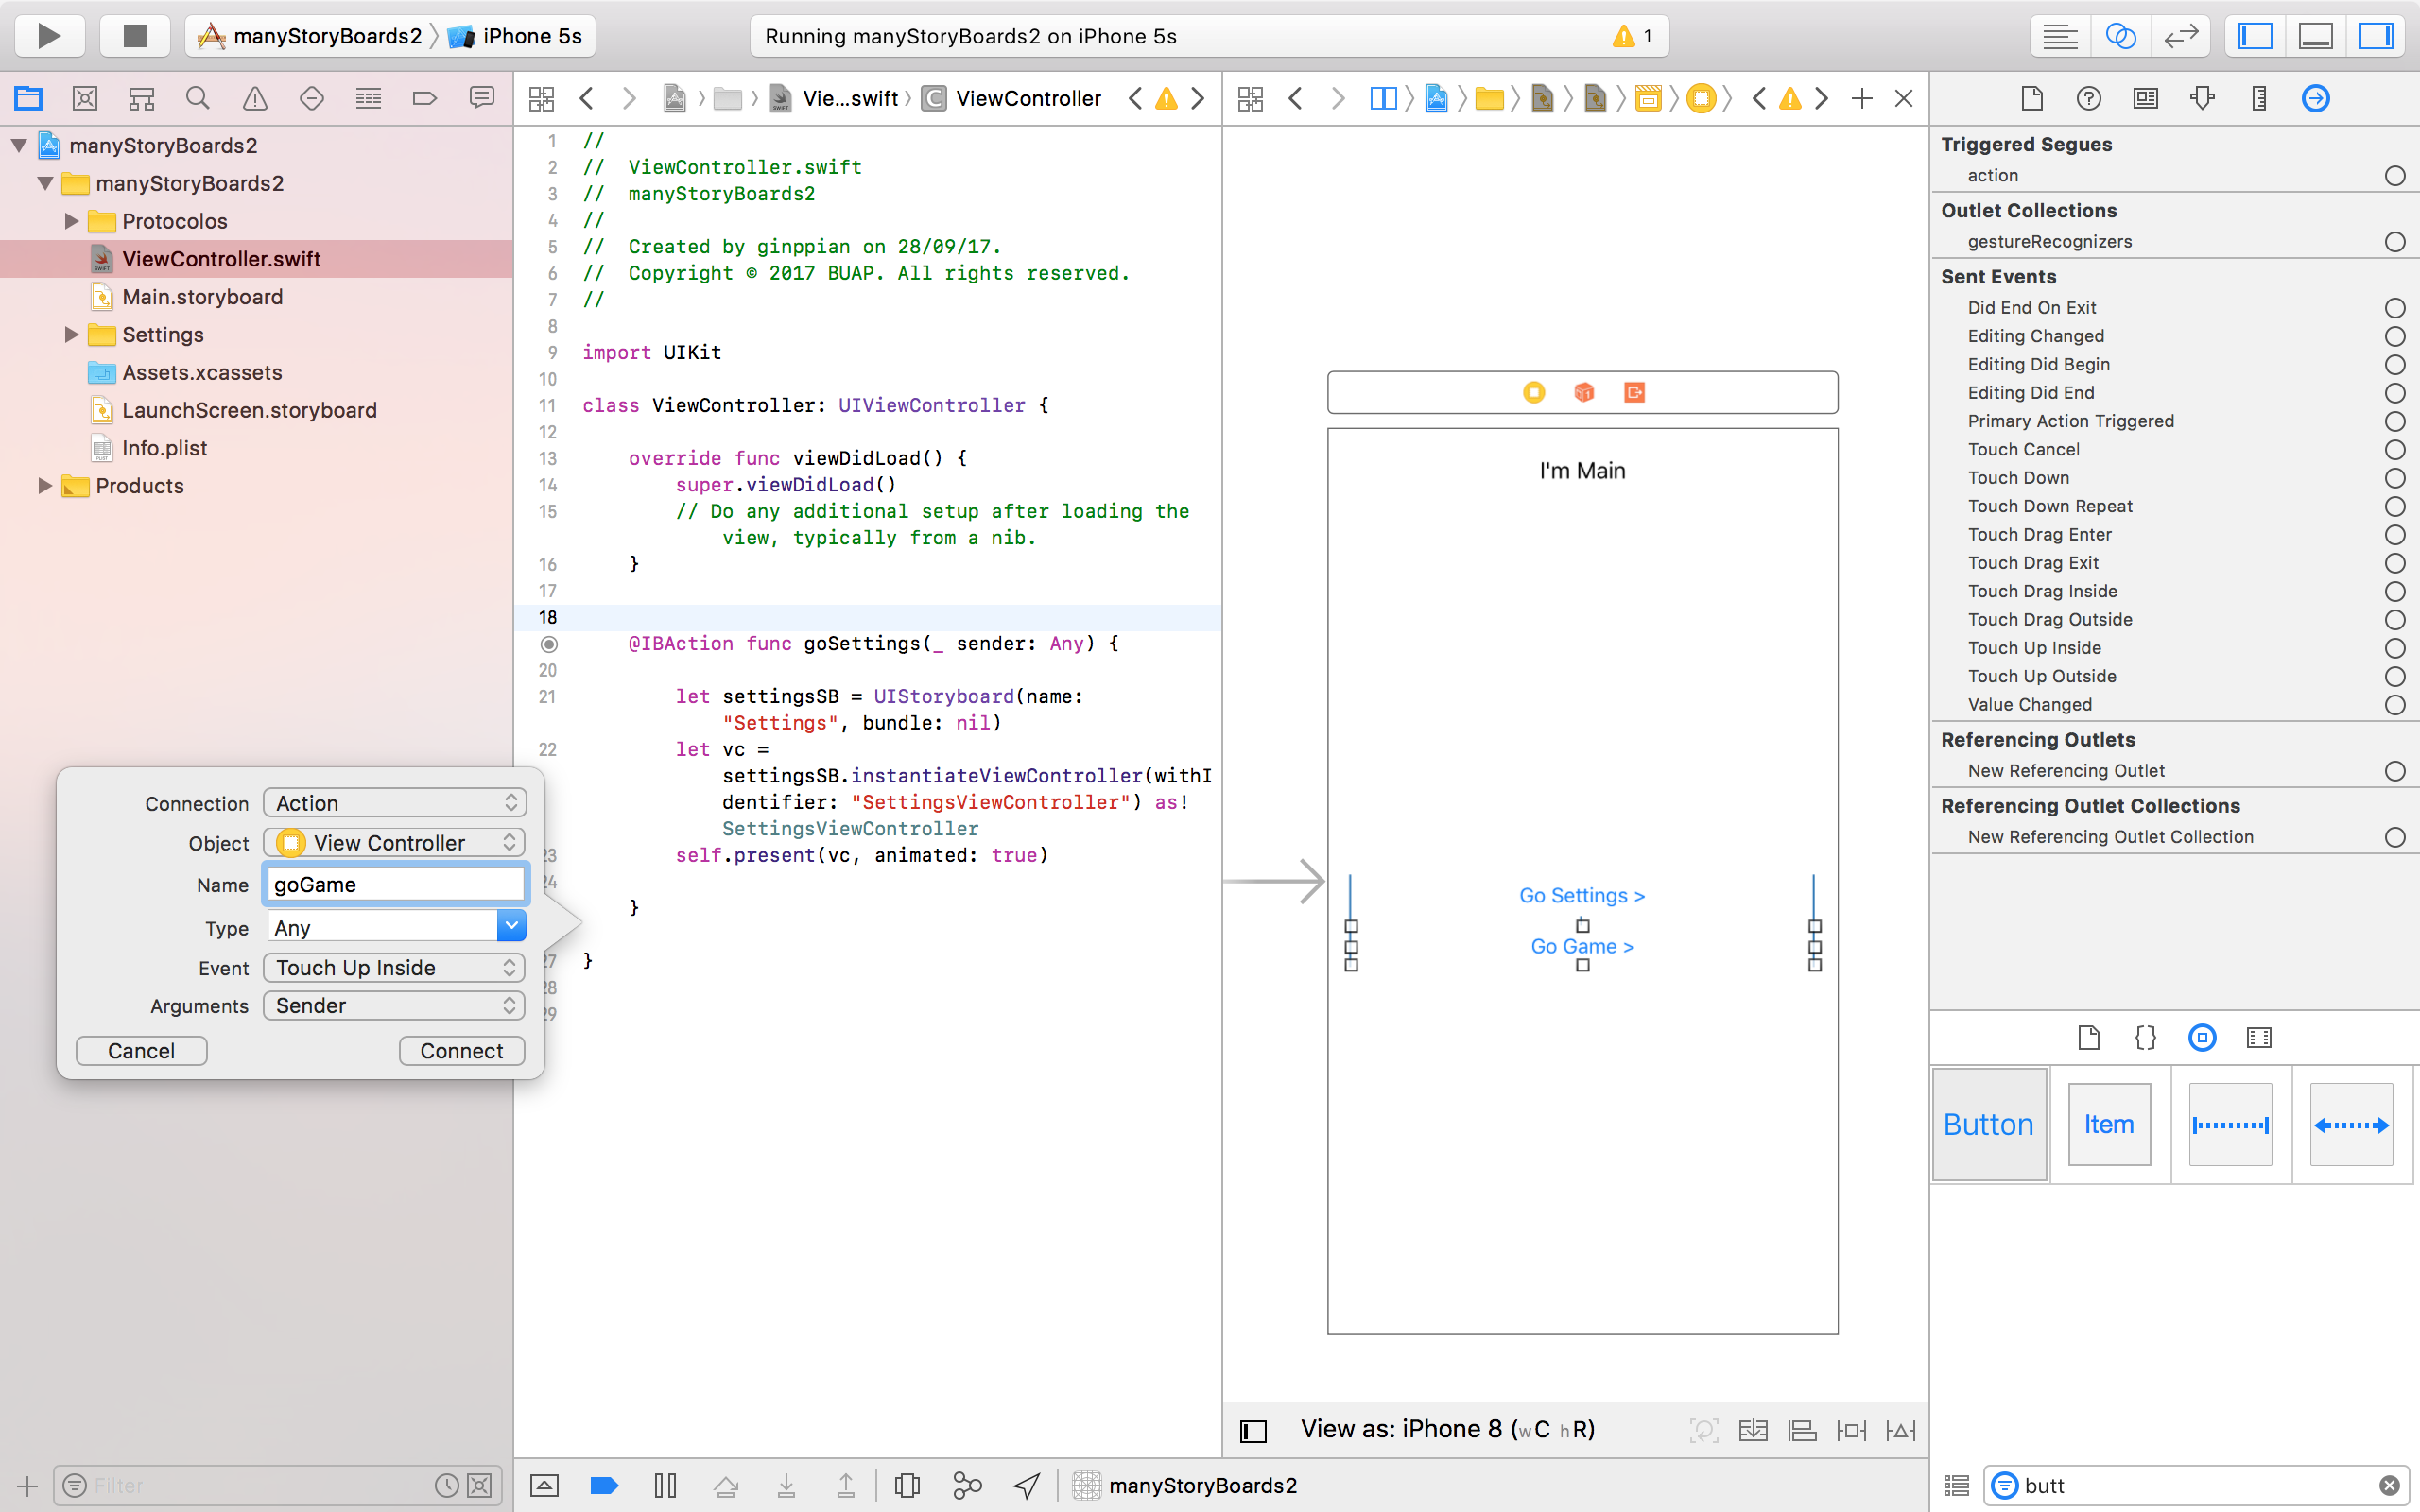 manyStoryBoards2 iPhone 5s
Running manyStoryBoards2 on iPhone 5s
1
Vie...swift
C ViewController
manyStoryBoards2
manyStoryBoards2
Protocolos
ViewController.swift
Main.storyboard
Settings
Assets.xcassets
LaunchScreen.storyboard
Info.plist
Products
1 //
2 // ViewController.swift
3 // manyStoryBoards2
4 //
5 // Created by ginppian on 28/09/17.
6 // Copyright © 2017 BUAP. All rights reserved.
7 //
8
9 import UIKit
10
11 class ViewController: UIViewController {
12
13 override func viewDidLoad() {
14 super.viewDidLoad()
15 // Do any additional setup after loading the
view, typically from a nib.
16 }
17
18
@IBAction func goSettings(_ sender: Any) {
20
21 let settingsSB = UIStoryboard(name:
"Settings", bundle: nil)
22 let vc =
settingsSB.instantiateViewController(withI
dentifier: "SettingsViewController") as!
SettingsViewController
23 self.present(vc, animated: true)
24
}
27 }
28
29
Connection Action
Object View Controller
Name goGame
Type Any
Event Touch Up Inside
Arguments Sender
Cancel Connect
Filter
I'm Main
Go Settings >
Go Game >
View as: iPhone 8 (wC hR)
manyStoryBoards2
Triggered Segues
action
Outlet Collections
gestureRecognizers
Sent Events
Did End On Exit
Editing Changed
Editing Did Begin
Editing Did End
Primary Action Triggered
Touch Cancel
Touch Down
Touch Down Repeat
Touch Drag Enter
Touch Drag Exit
Touch Drag Inside
Touch Drag Outside
Touch Up Inside
Touch Up Outside
Value Changed
Referencing Outlets
New Referencing Outlet
Referencing Outlet Collections
New Referencing Outlet Collection
{}
Button Item
butt